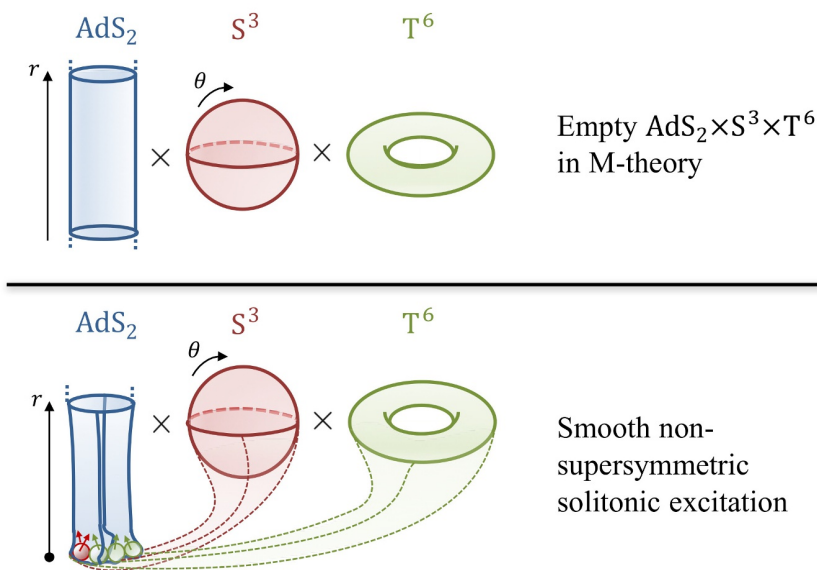 AdS₂ S³ T⁶
r
θ
× ×
Empty AdS₂×S³×T⁶
in M-theory
AdS₂ S³ T⁶
θ
r
× ×
Smooth non-
supersymmetric
solitonic excitation